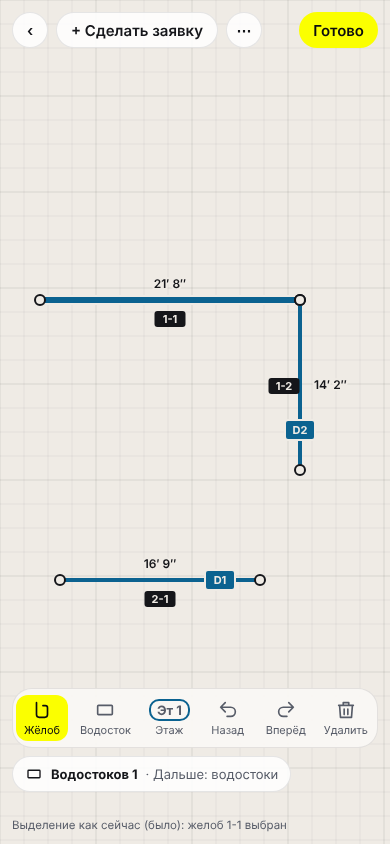 ‹
+ Сделать заявку
···
Готово
21′ 8″
1-1
1-2
14′ 2″
D2
16′ 9″
D1
2-1
Эт 1
Жёлоб
Водосток
Этаж
Назад
Вперёд
Удалить
Водостоков 1 · Дальше: водостоки
Выделение как сейчас (было): желоб 1-1 выбран